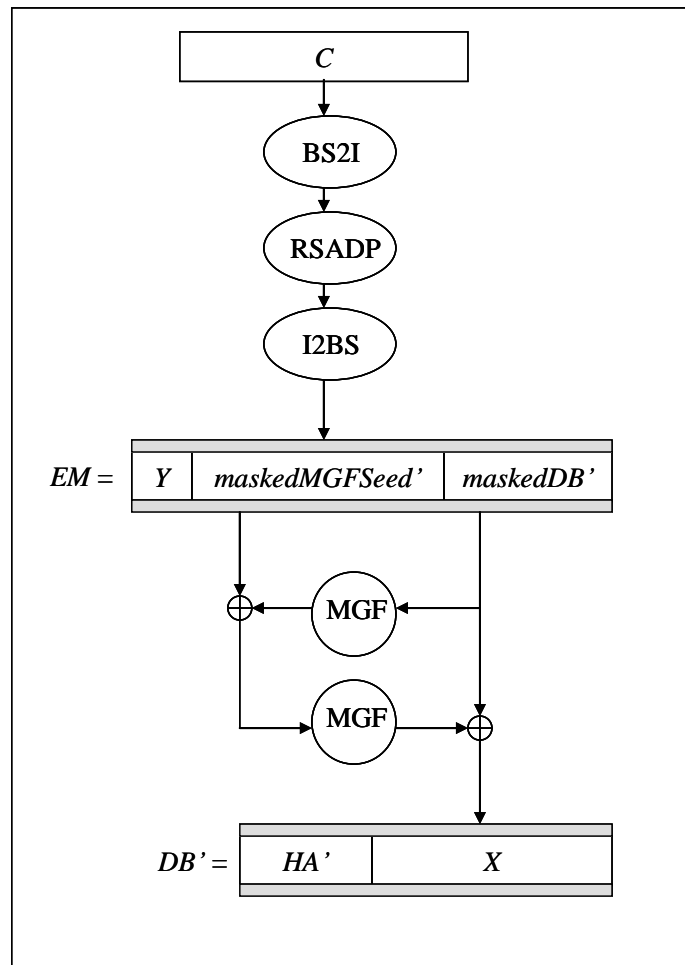 C
BS2I
RSADP
I2BS
EM = Y maskedMGFSeed’ maskedDB’
MGF
MGF
DB’ = HA’ X